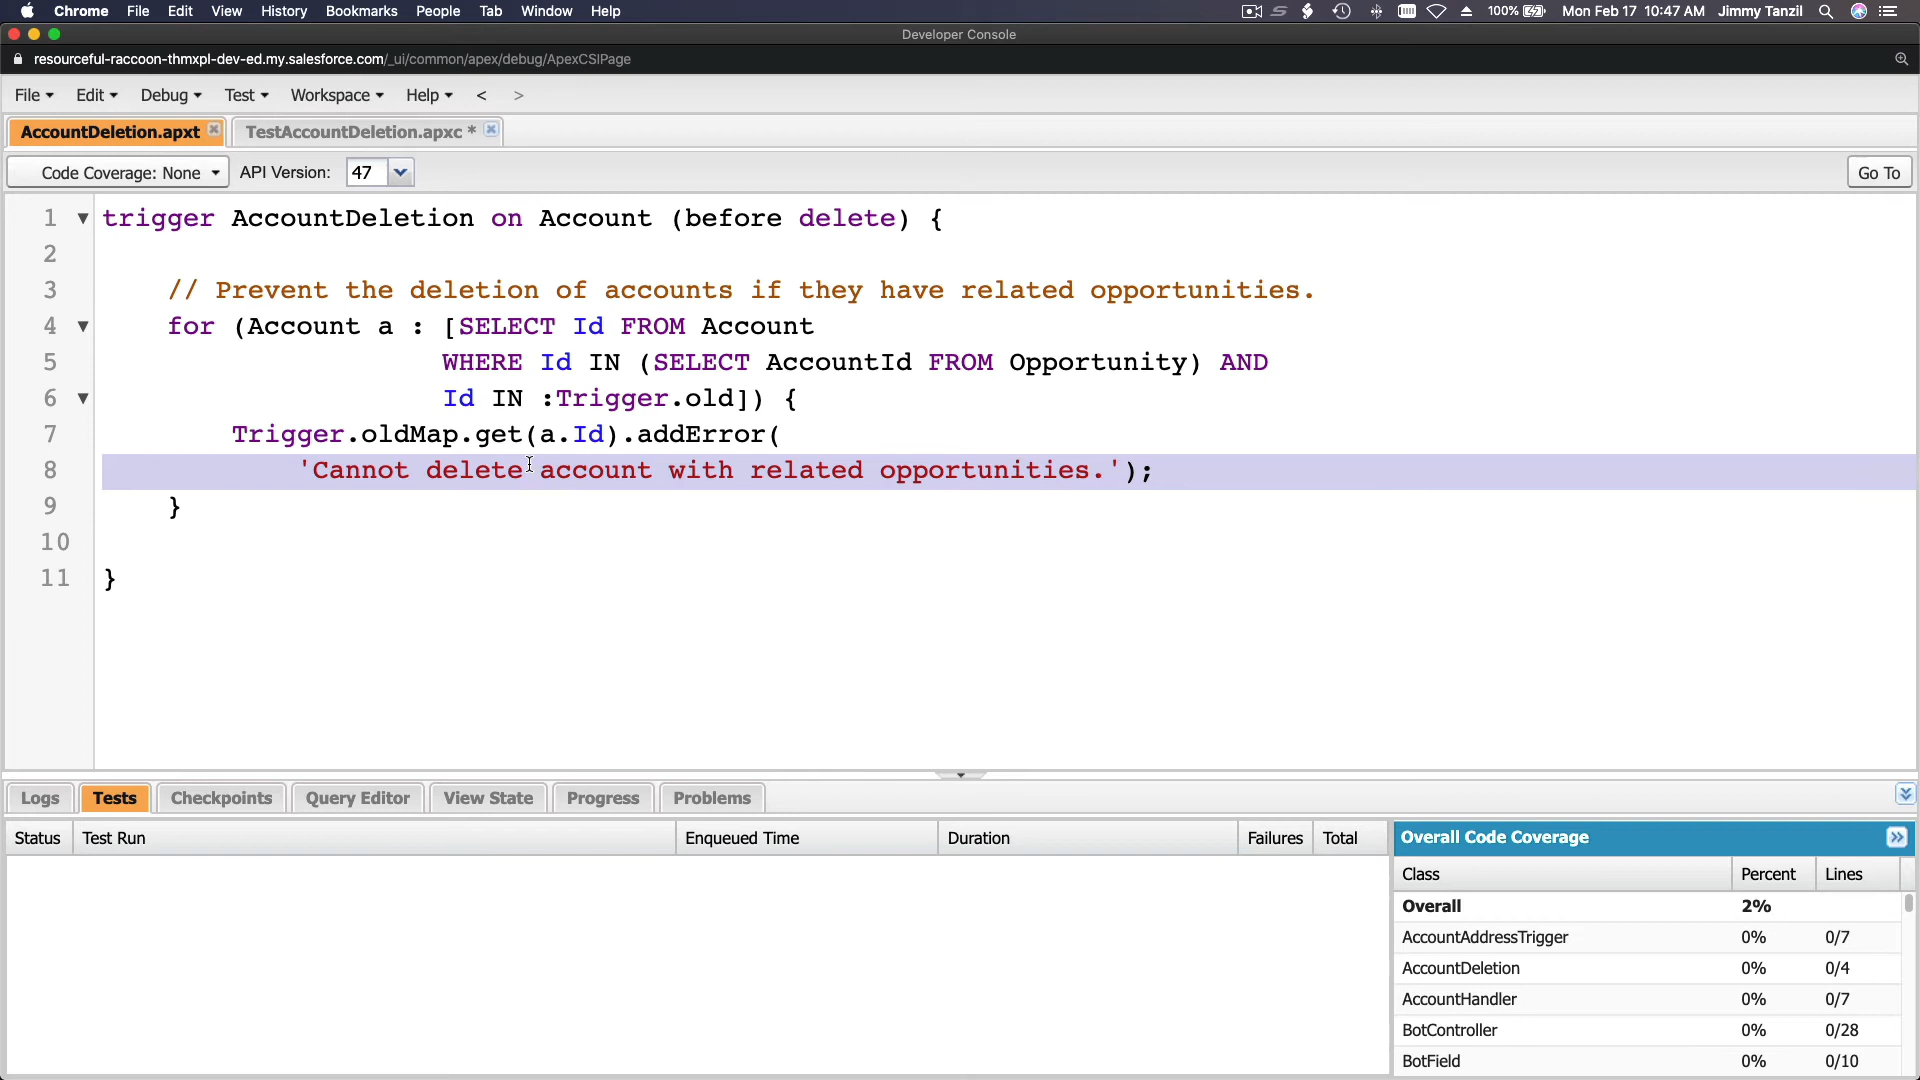 Chrome File Edit View History Bookmarks People Tab Window Help 100% Mon Feb 17 10:47 AM Jimmy Tanzil
Developer Console
resourceful-raccoon-thmxpl-dev-ed.my.salesforce.com/_ui/common/apex/debug/ApexCSIPage
File Edit Debug Test Workspace Help < >
AccountDeletion.apxt TestAccountDeletion.apxc *
Code Coverage: None API Version: 47 Go To
1 trigger AccountDeletion on Account (before delete) {
2
3 // Prevent the deletion of accounts if they have related opportunities.
4 for (Account a : [SELECT Id FROM Account
5 WHERE Id IN (SELECT AccountId FROM Opportunity) AND
6 Id IN :Trigger.old]) {
7 Trigger.oldMap.get(a.Id).addError(
8 'Cannot delete account with related opportunities.');
9 }
10
11 }
Logs Tests Checkpoints Query Editor View State Progress Problems
Status Test Run Enqueued Time Duration Failures Total
Overall Code Coverage
Class Percent Lines
Overall 2%
AccountAddressTrigger 0% 0/7
AccountDeletion 0% 0/4
AccountHandler 0% 0/7
BotController 0% 0/28
BotField 0% 0/10